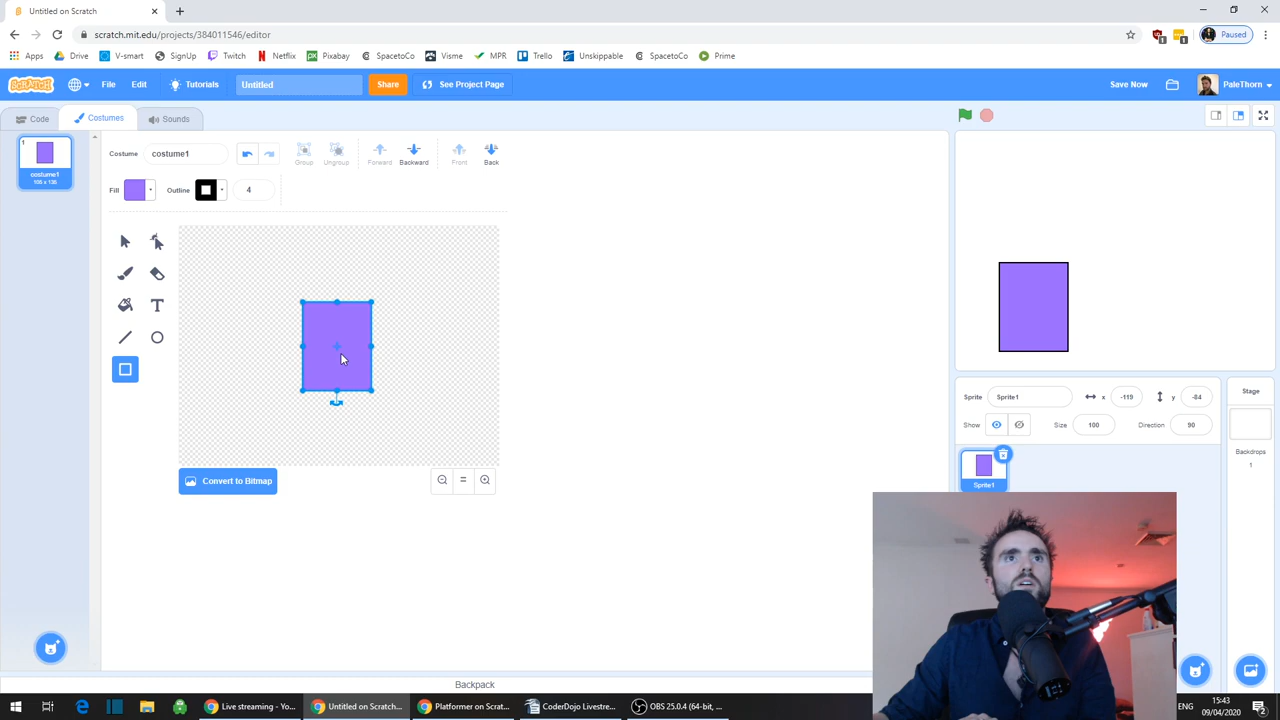 Untitled on Scratch
scratch.mit.edu/projects/384011546/editor
Paused
Apps Drive V-smart SignUp Twitch Netflix Pixabay SpacetoCo Visme MPR Trello Unskippable SpacetoCo Prime
SCRATCH File Edit Tutorials Untitled Share See Project Page Save Now PaleThorn
Code Costumes Sounds
1
costume1
Costume costume1 Group Ungroup Forward Backward Front Back
Fill Outline 4
T
Convert to Bitmap
Sprite Sprite1 x -119 y -84
Show Size 100 Direction 90
Sprite1
Stage
Backdrops
1
Backpack
Live streaming - Yo... Untitled on Scratch... Platformer on Scrat... CoderDojo Livestre... OBS 25.0.4 (64-bit, ...
ENG 15:43
09/04/2020